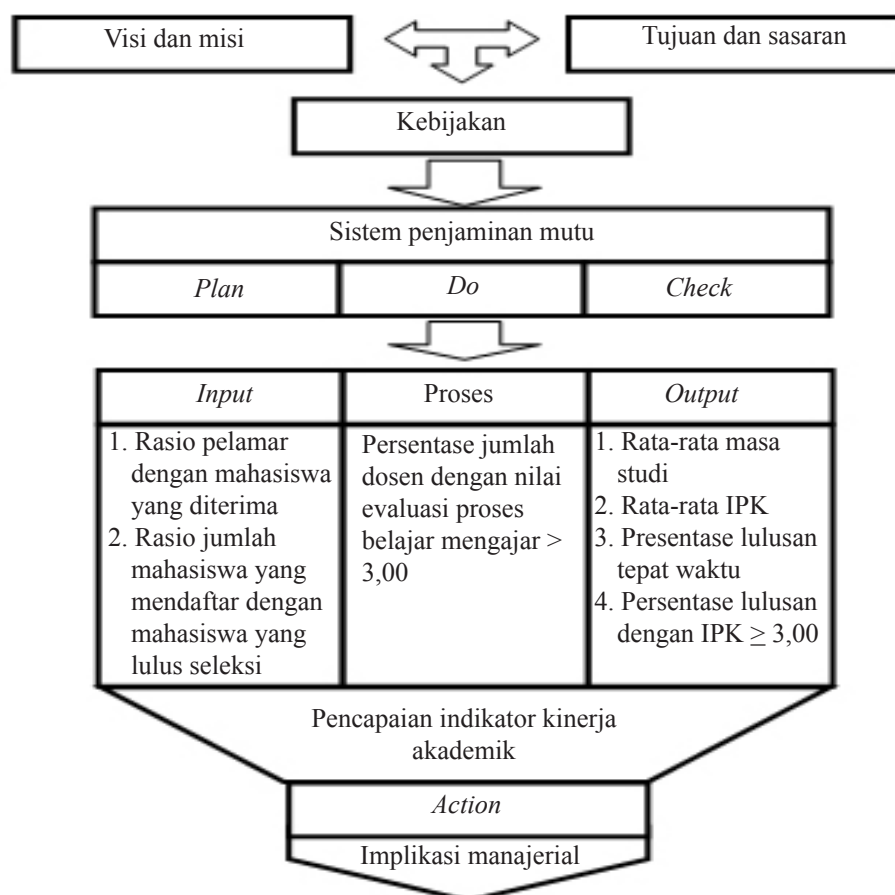 Visi dan misi
Tujuan dan sasaran
Kebijakan
Sistem penjaminan mutu
Plan
Do
Check
Input
Proses
Output
1. Rasio pelamar
dengan mahasiswa
yang diterima
2. Rasio jumlah
mahasiswa yang
mendaftar dengan
mahasiswa yang
lulus seleksi
Persentase jumlah
dosen dengan nilai
evaluasi proses
belajar mengajar >
3,00
1. Rata-rata masa
studi
2. Rata-rata IPK
3. Presentase lulusan
tepat waktu
4. Persentase lulusan
dengan IPK ≥ 3,00
Pencapaian indikator kinerja
akademik
Action
Implikasi manajerial